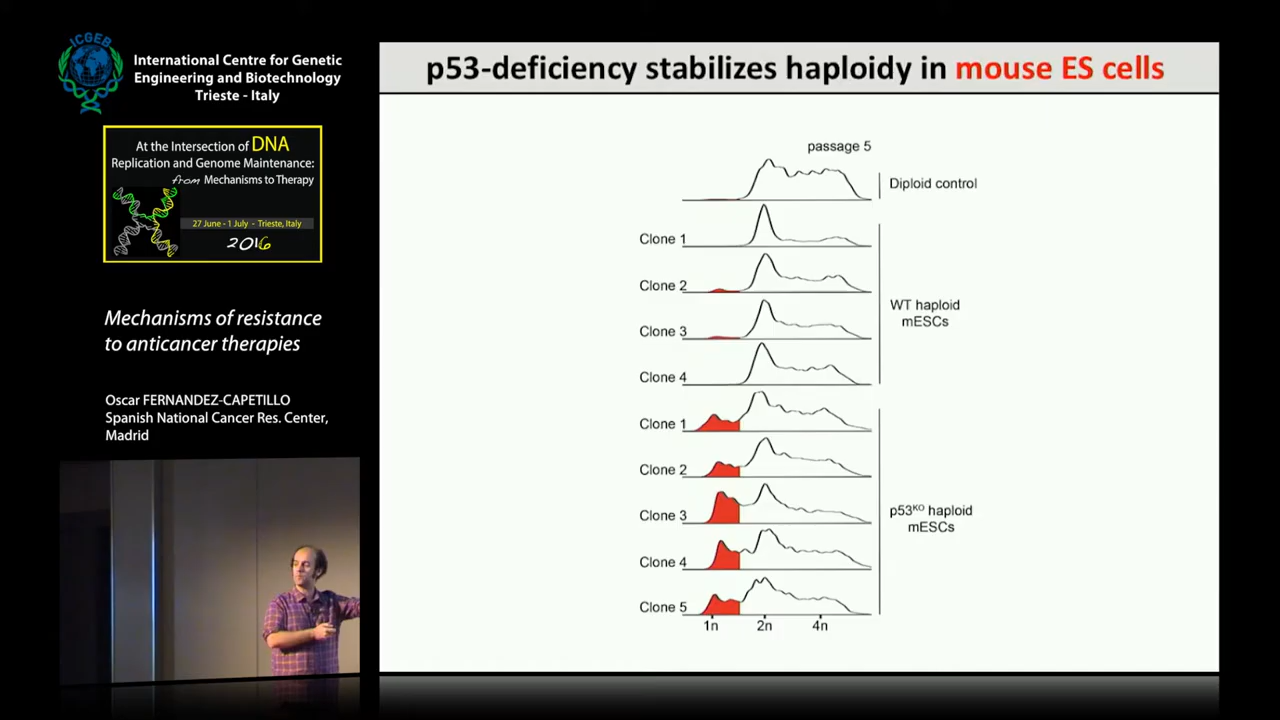 ICGEB
International Centre for Genetic
Engineering and Biotechnology
Trieste - Italy
At the Intersection of DNA
Replication and Genome Maintenance:
from Mechanisms to Therapy
27 June - 1 July - Trieste, Italy
2016
Mechanisms of resistance
to anticancer therapies
Oscar FERNANDEZ-CAPETILLO
Spanish National Cancer Res. Center,
Madrid
p53-deficiency stabilizes haploidy in mouse ES cells
passage 5
Diploid control
Clone 1
Clone 2
Clone 3
Clone 4
WT haploid
mESCs
Clone 1
Clone 2
Clone 3
Clone 4
Clone 5
p53KO haploid
mESCs
1n 2n 4n